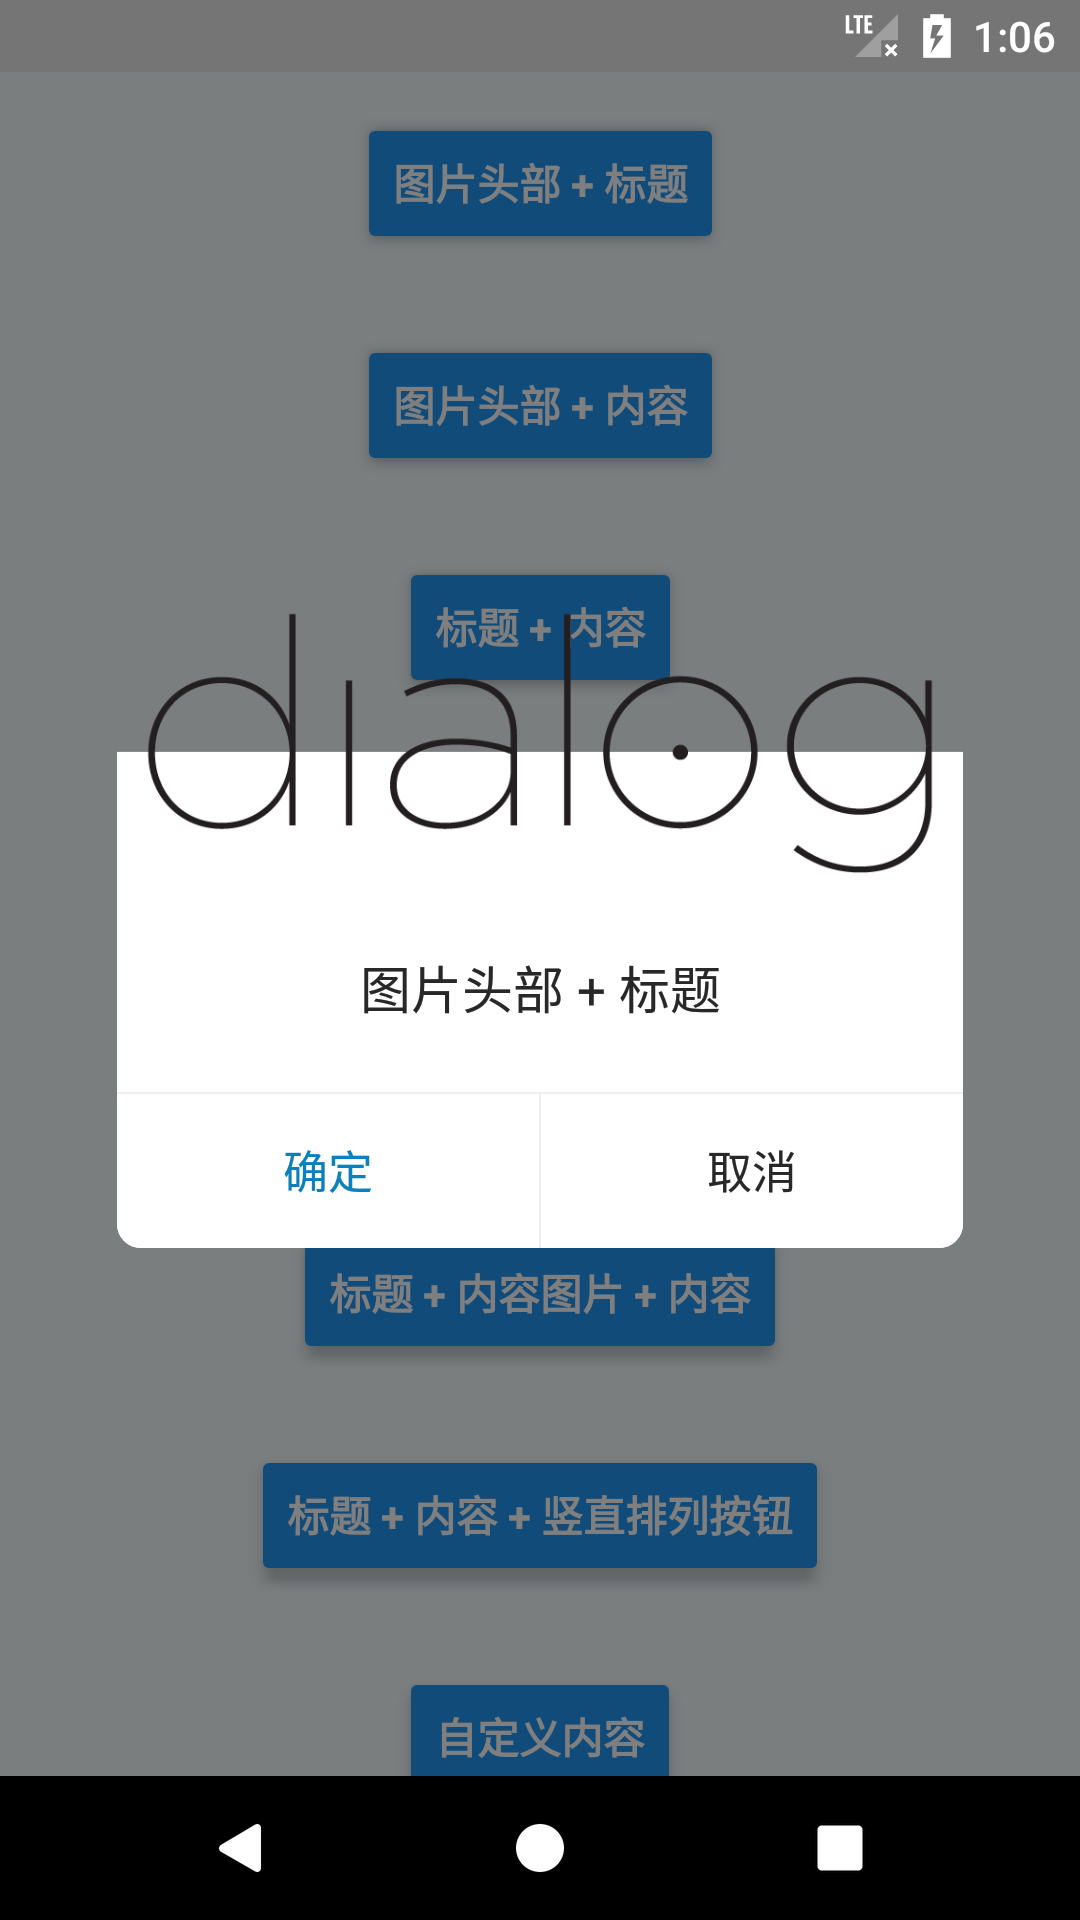 LTE 1:06
图片头部 + 标题
图片头部 + 内容
标题 + 内容
dialog
图片头部 + 标题
确定 取消
标题 + 内容图片 + 内容
标题 + 内容 + 竖直排列按钮
自定义内容